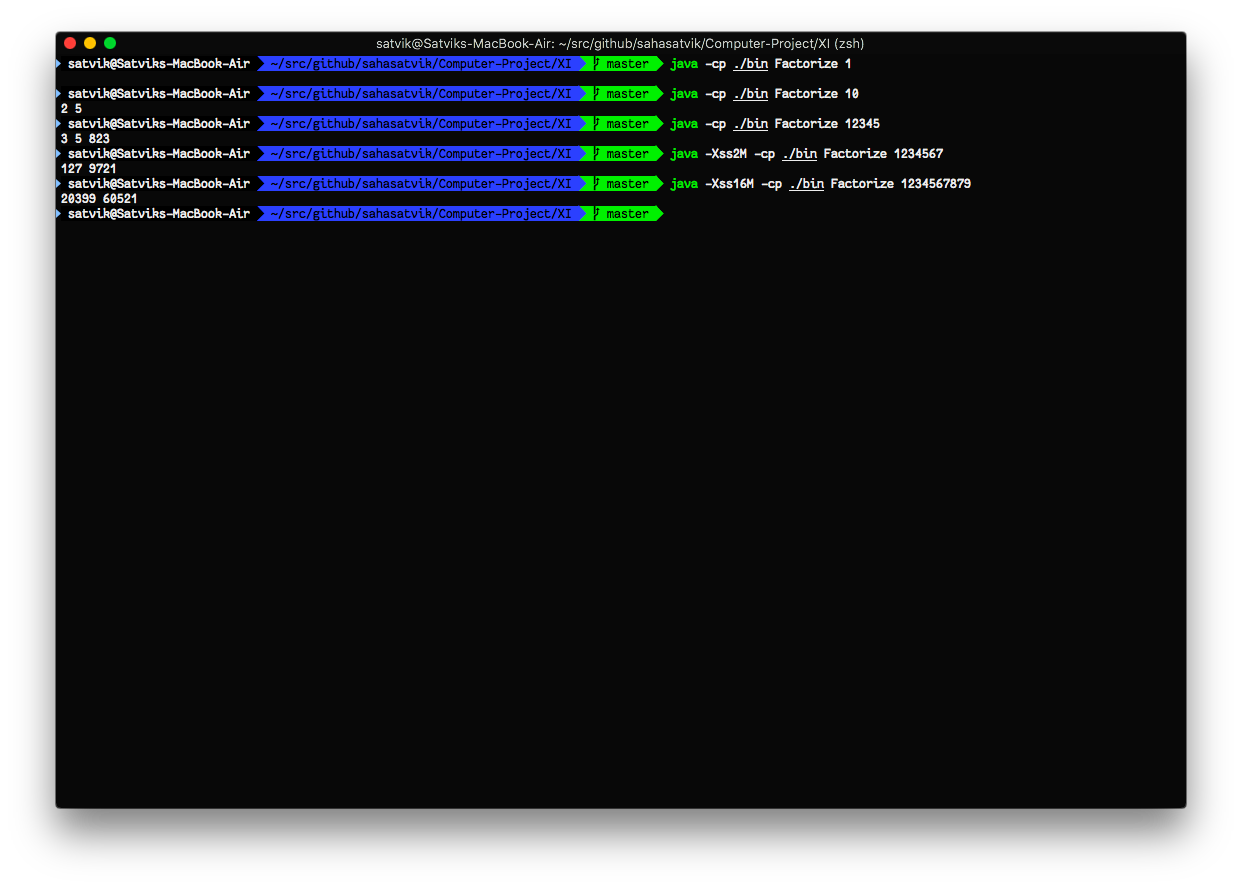 satvik@Satviks-MacBook-Air: ~/src/github/sahasatvik/Computer-Project/XI (zsh)
satvik@Satviks-MacBook-Air ~/src/github/sahasatvik/Computer-Project/XI master java -cp ./bin Factorize 1
satvik@Satviks-MacBook-Air ~/src/github/sahasatvik/Computer-Project/XI master java -cp ./bin Factorize 10
2 5
satvik@Satviks-MacBook-Air ~/src/github/sahasatvik/Computer-Project/XI master java -cp ./bin Factorize 12345
3 5 823
satvik@Satviks-MacBook-Air ~/src/github/sahasatvik/Computer-Project/XI master java -Xss2M -cp ./bin Factorize 1234567
127 9721
satvik@Satviks-MacBook-Air ~/src/github/sahasatvik/Computer-Project/XI master java -Xss16M -cp ./bin Factorize 1234567879
20399 60521
satvik@Satviks-MacBook-Air ~/src/github/sahasatvik/Computer-Project/XI master